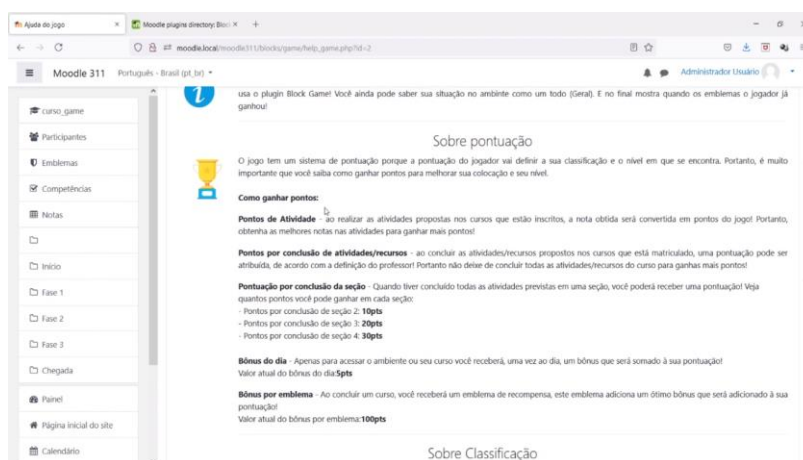 Ajuda do jogo
Moodle plugins directory: Bloc
moodle.local/moodle311/blocks/game/help_game.php?id=2
Moodle 311 Português - Brasil (pt_br)
Administrador Usuário
curso_game
Participantes
Emblemas
Competências
Notas
Início
Fase 1
Fase 2
Fase 3
Chegada
Painel
Página inicial do site
Calendário
usa o plugin Block Game! Você ainda pode saber sua situação no ambinte como um todo (Geral). E no final mostra quando os emblemas o jogador já
ganhou!
Sobre pontuação
O jogo tem um sistema de pontuação porque a pontuação do jogador vai definir a sua classificação e o nível em que se encontra. Portanto, é muito
importante que você saiba como ganhar pontos para melhorar sua colocação e seu nível.
Como ganhar pontos:
Pontos de Atividade - ao realizar as atividades propostas nos cursos que estão inscritos, a nota obtida será convertida em pontos do jogo! Portanto,
obtenha as melhores notas nas atividades para ganhar mais pontos!
Pontos por conclusão de atividades/recursos - ao concluir as atividades/recursos propostos nos cursos que está matriculado, uma pontuação pode ser
atribuída, de acordo com a definição do professor! Portanto não deixe de concluir todas as atividades/recursos do curso para ganhas mais pontos!
Pontuação por conclusão da seção - Quando tiver concluído todas as atividades previstas em uma seção, você poderá receber uma pontuação! Veja
quantos pontos você pode ganhar em cada seção:
- Pontos por conclusão de seção 2: 10pts
- Pontos por conclusão de seção 3: 20pts
- Pontos por conclusão de seção 4: 30pts
Bônus do dia - Apenas para acessar o ambiente ou seu curso você receberá, uma vez ao dia, um bônus que será somado à sua pontuação!
Valor atual do bônus do dia:5pts
Bônus por emblema - Ao concluir um curso, você receberá um emblema de recompensa, este emblema adiciona um ótimo bônus que será adicionado à sua
pontuação!
Valor atual do bônus por emblema:100pts
Sobre Classificação